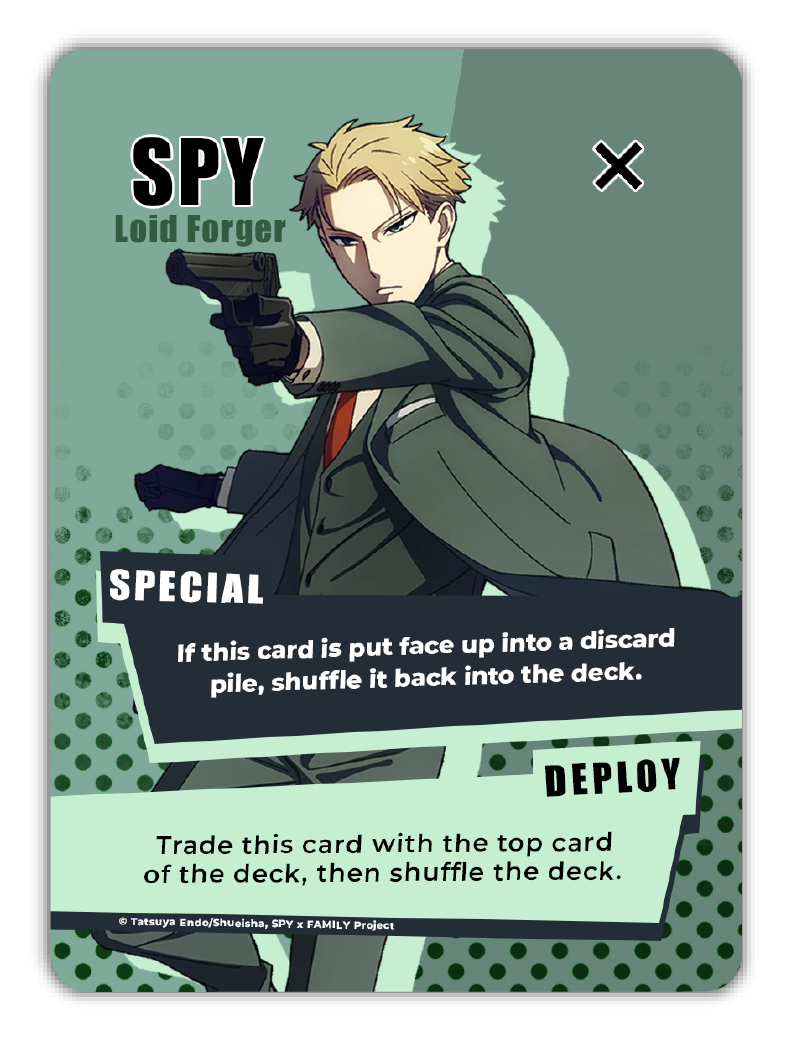 SPY
Loid Forger
SPECIAL
If this card is put face up into a discard
pile, shuffle it back into the deck.
DEPLOY
Trade this card with the top card
of the deck, then shuffle the deck.
© Tatsuya Endo/Shueisha, SPY x FAMILY Project